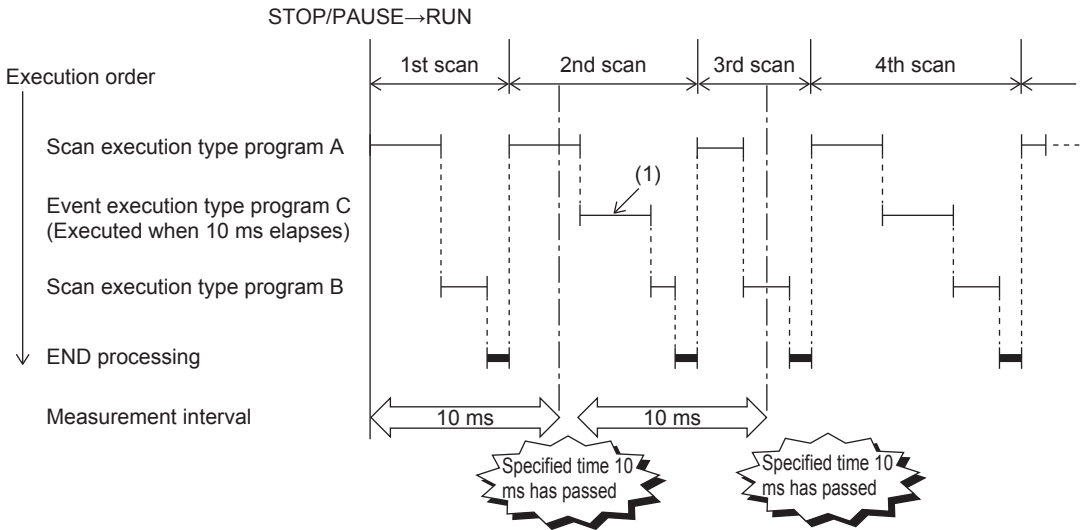 STOP/PAUSE→RUN
1st scan
2nd scan
3rd scan
4th scan
Execution order
Scan execution type program A
(1)
Event execution type program C
(Executed when 10 ms elapses)
Scan execution type program B
END processing
Measurement interval
10 ms
10 ms
Specified time 10
ms has passed
Specified time 10
ms has passed